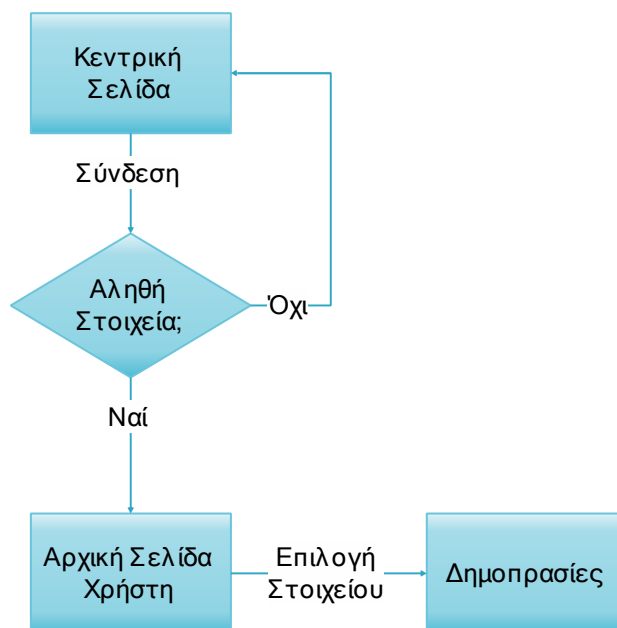 Κεντρική
Σελίδα
Σύνδεση
Αληθή
Στοιχεία;
Όχι
Ναί
Αρχική Σελίδα
Χρήστη
Επιλογή
Στοιχείου
Δημοπρασίες